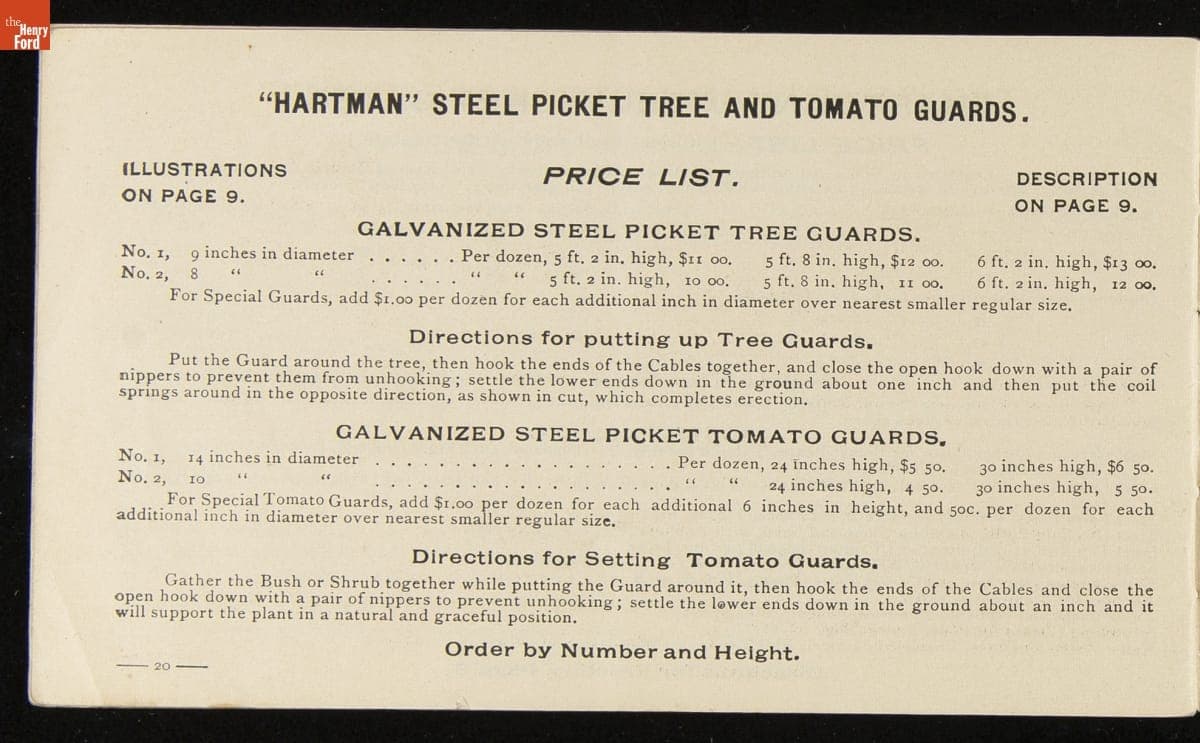 the
Henry
Ford
"HARTMAN" STEEL PICKET TREE AND TOMATO GUARDS.
ILLUSTRATIONS
ON PAGE 9.
PRICE LIST.
DESCRIPTION
ON PAGE 9.
GALVANIZED STEEL PICKET TREE GUARDS.
No. 1, 9 inches in diameter . . . . . . Per dozen, 5 ft. 2 in. high, $11 00. 5 ft. 8 in. high, $12 00. 6 ft. 2 in. high, $13 00.
No. 2, 8 " " . . . . . . " " 5 ft. 2 in. high, 10 00. 5 ft. 8 in. high, 11 00. 6 ft. 2 in. high, 12 00.
For Special Guards, add $1.00 per dozen for each additional inch in diameter over nearest smaller regular size.
Directions for putting up Tree Guards.
Put the Guard around the tree, then hook the ends of the Cables together, and close the open hook down with a pair of
nippers to prevent them from unhooking; settle the lower ends down in the ground about one inch and then put the coil
springs around in the opposite direction, as shown in cut, which completes erection.
GALVANIZED STEEL PICKET TOMATO GUARDS.
No. 1, 14 inches in diameter . . . . . . . . . . . . . . . . . . Per dozen, 24 inches high, $5 50. 30 inches high, $6 50.
No. 2, 10 " " . . . . . . . . . . . . . . . . . . " " 24 inches high, 4 50. 30 inches high, 5 50.
For Special Tomato Guards, add $1.00 per dozen for each additional 6 inches in height, and 50c. per dozen for each
additional inch in diameter over nearest smaller regular size.
Directions for Setting Tomato Guards.
Gather the Bush or Shrub together while putting the Guard around it, then hook the ends of the Cables and close the
open hook down with a pair of nippers to prevent unhooking; settle the lower ends down in the ground about an inch and it
will support the plant in a natural and graceful position.
Order by Number and Height.
— 20 —